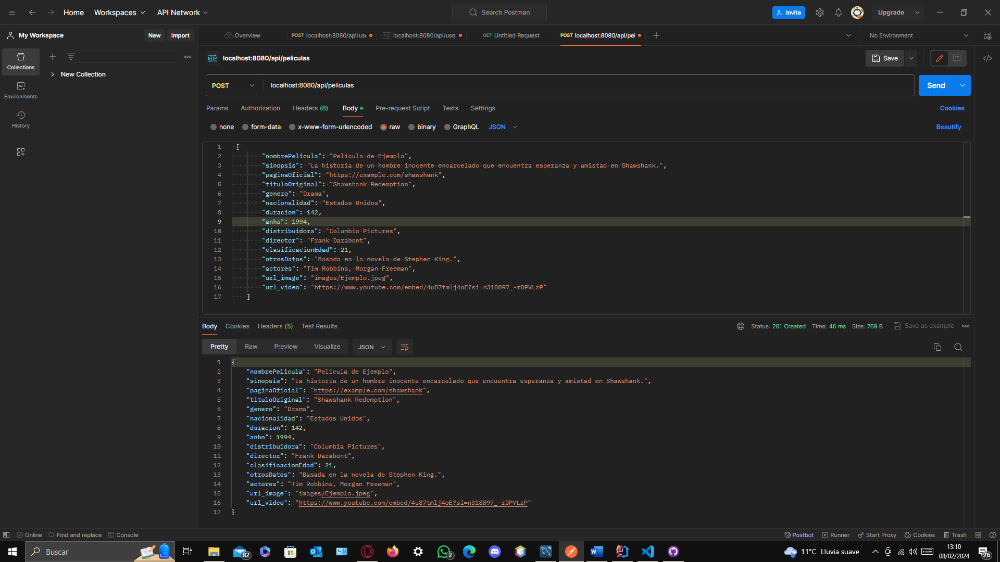 Home Workspaces API Network Search Postman Invite Upgrade
My Workspace New Import Overview POST localhost:8080/api/us localhost:8080/api/use. GET Untitled Request POST localhost:8080/api/pel No Environment
Collections
Environments
History
New Collection
HTTP localhost:8080/api/peliculas Save
POST localhost:8080/api/peliculas Send
Params Authorization Headers (8) Body Pre-request Script Tests Settings Cookies
none form-data x-www-form-urlencoded raw binary GraphQL JSON Beautify
1 {
2 "nombrePelicula": "Pelicula de Ejemplo",
3 "sinopsis": "La historia de un hombre inocente encarcelado que encuentra esperanza y amistad en Shawshank.",
4 "paginaOficial": "https://example.com/shawshank",
5 "tituloOriginal": "Shawshank Redemption",
6 "genero": "Drama",
7 "nacionalidad": "Estados Unidos",
8 "duracion": 142,
9 "anho": 1994,
10 "distribuidora": "Columbia Pictures",
11 "director": "Frank Darabont",
12 "clasificacionEdad": 21,
13 "otrosDatos": "Basada en la novela de Stephen King.",
14 "actores": "Tim Robbins, Morgan Freeman",
15 "url_image": "images/Ejemplo.jpeg",
16 "url_video": "https://www.youtube.com/embed/4u87tmlj4oE?si=n318897_-rDPVLzP"
17 }
Body Cookies Headers (5) Test Results Status: 201 Created Time: 46 ms Size: 769 B Save as example
Pretty Raw Preview Visualize JSON
1 {
2 "nombrePelicula": "Pelicula de Ejemplo",
3 "sinopsis": "La historia de un hombre inocente encarcelado que encuentra esperanza y amistad en Shawshank.",
4 "paginaOficial": "https://example.com/shawshank",
5 "tituloOriginal": "Shawshank Redemption",
6 "genero": "Drama",
7 "nacionalidad": "Estados Unidos",
8 "duracion": 142,
9 "anho": 1994,
10 "distribuidora": "Columbia Pictures",
11 "director": "Frank Darabont",
12 "clasificacionEdad": 21,
13 "otrosDatos": "Basada en la novela de Stephen King.",
14 "actores": "Tim Robbins, Morgan Freeman",
15 "url_image": "images/Ejemplo.jpeg",
16 "url_video": "https://www.youtube.com/embed/4u87tmlj4oE?si=n318897_-rDPVLzP"
17 }
Online Find and replace Console Postbot Runner Start Proxy Cookies Trash
Buscar 82 2 11°C Lluvia suave 13:10
08/02/2024 26